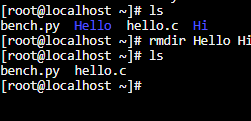 [root@localhost ~]# ls
bench.py  Hello  hello.c  Hi
[root@localhost ~]# rmdir Hello Hi
[root@localhost ~]# ls
bench.py  hello.c
[root@localhost ~]#